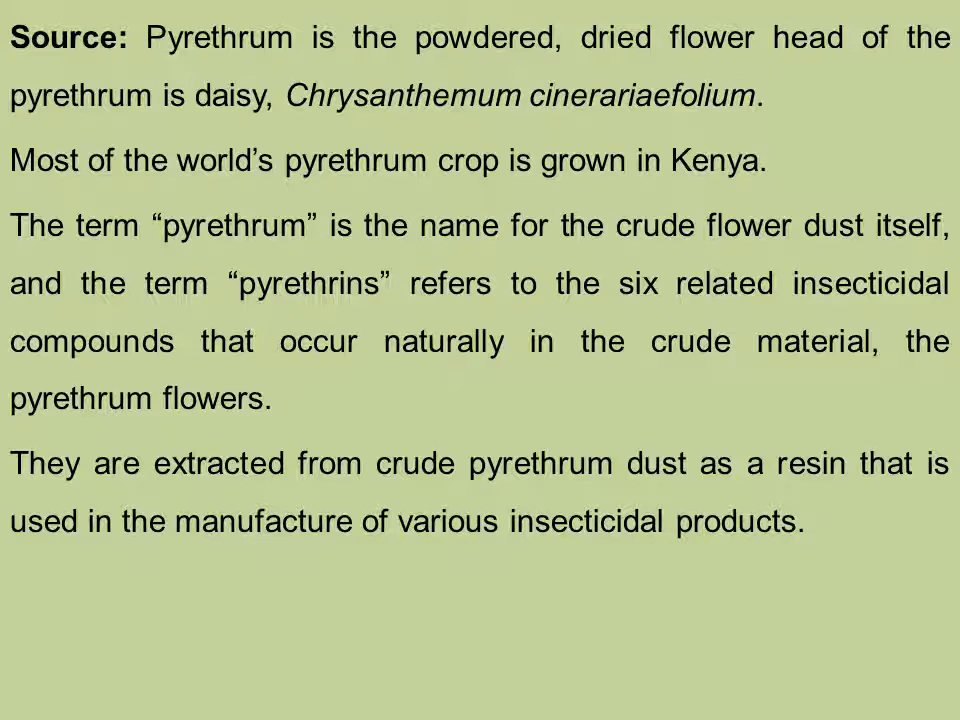 Source: Pyrethrum is the powdered, dried flower head of the
pyrethrum is daisy, Chrysanthemum cinerariaefolium.
Most of the world’s pyrethrum crop is grown in Kenya.
The term “pyrethrum” is the name for the crude flower dust itself,
and the term “pyrethrins” refers to the six related insecticidal
compounds that occur naturally in the crude material, the
pyrethrum flowers.
They are extracted from crude pyrethrum dust as a resin that is
used in the manufacture of various insecticidal products.